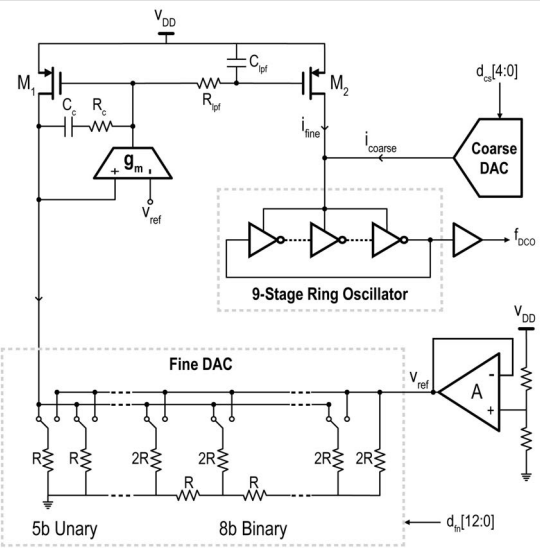 V_DD
M_1
C_lpf
M_2
d_cs[4:0]
C_c
R_c
R_lpf
i_fine
i_coarse
Coarse
DAC
g_m
+ -
V_ref
f_DCO
9-Stage Ring Oscillator
V_DD
Fine DAC
V_ref
-
A
+
R
R
2R
2R
2R
2R
R
R
5b Unary
8b Binary
d_fn[12:0]